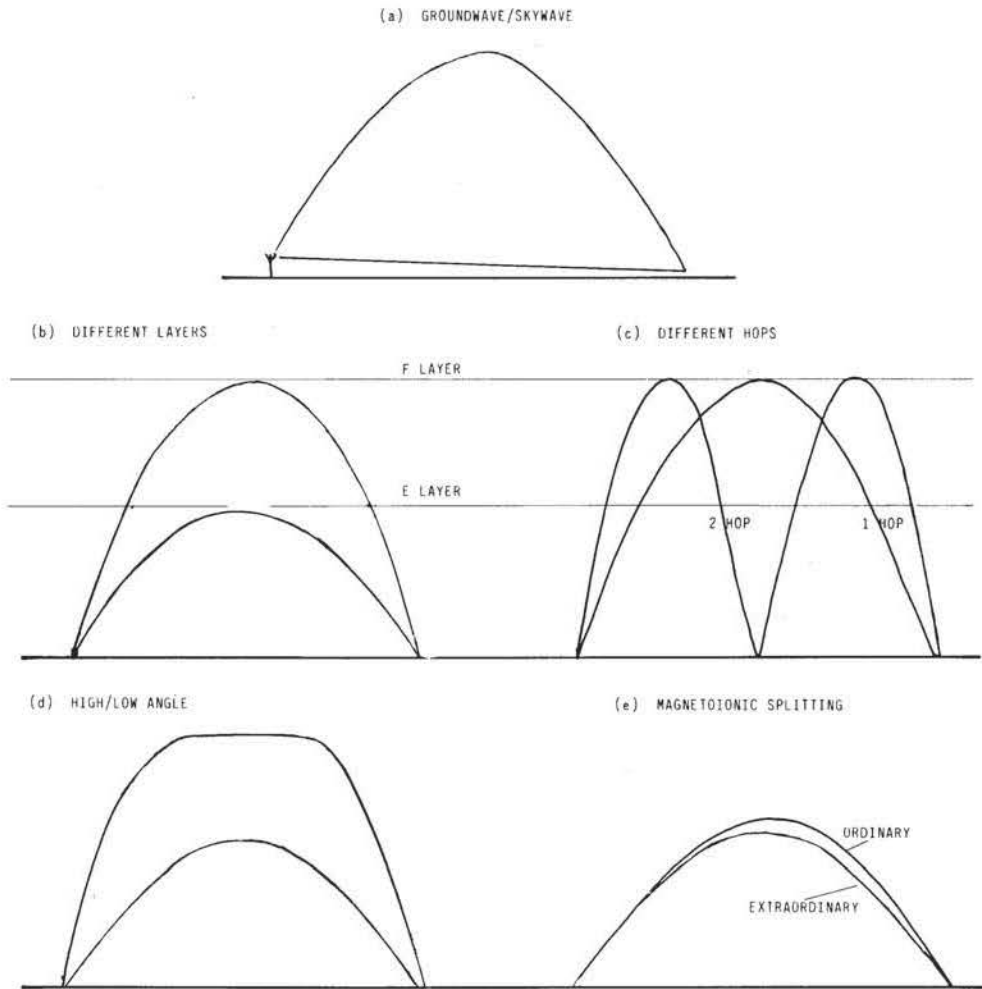 (a) GROUNDWAVE/SKYWAVE
(b) DIFFERENT LAYERS
(c) DIFFERENT HOPS
F LAYER
E LAYER
2 HOP
1 HOP
(d) HIGH/LOW ANGLE
(e) MAGNETOIONIC SPLITTING
ORDINARY
EXTRAORDINARY